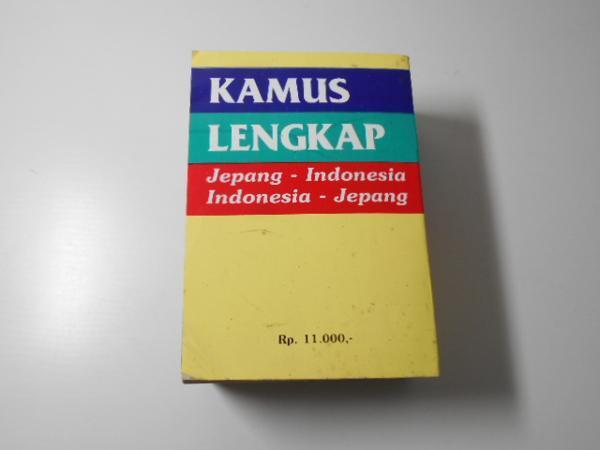 KAMUS
LENGKAP
Jepang - Indonesia
Indonesia - Jepang
Rp. 11.000,-